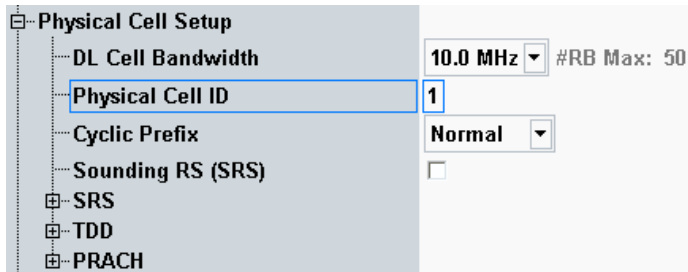 Physical Cell Setup
DL Cell Bandwidth 10.0 MHz #RB Max: 50
Physical Cell ID 1
Cyclic Prefix Normal
Sounding RS (SRS)
SRS
TDD
PRACH